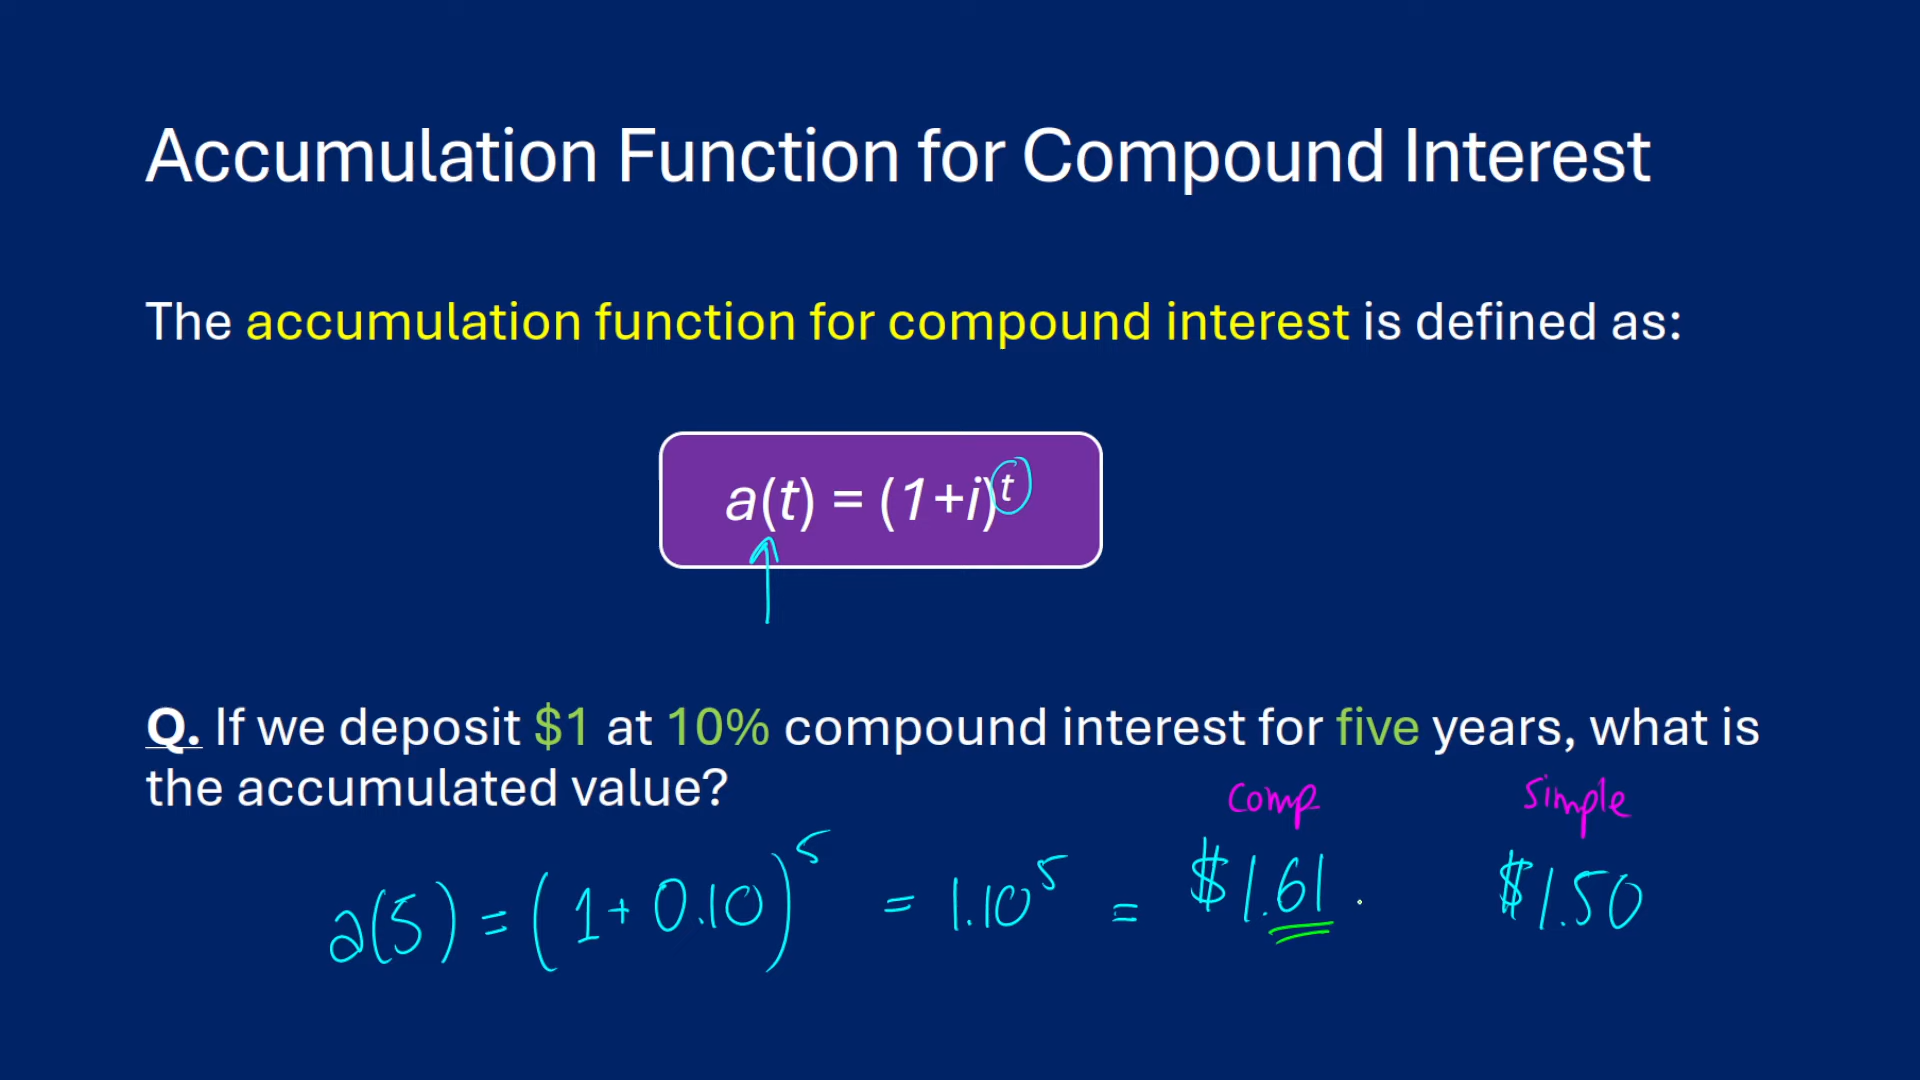 Accumulation Function for Compound Interest
The accumulation function for compound interest is defined as:
a(t) = (1+i)^t
Q. If we deposit $1 at 10% compound interest for five years, what is
the accumulated value?
comp simple
a(5) = (1 + 0.10)^5 = 1.10^5 = $1.61 $1.50